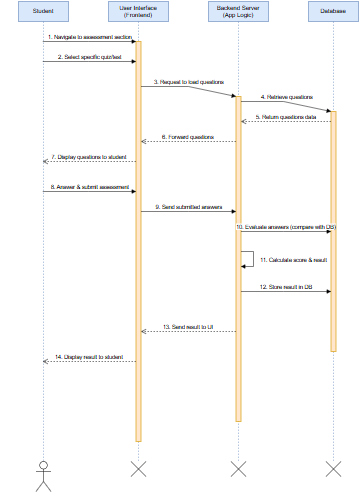 Student
User Interface
(Frontend)
Backend Server
(App Logic)
Database
1. Navigate to assessment section
2. Select specific quiz/test
3. Request to load questions
4. Retrieve questions
5. Return questions data
6. Forward questions
7. Display questions to student
8. Answer & submit assessment
9. Send submitted answers
10. Evaluate answers (compare with DB)
11. Calculate score & result
12. Store result in DB
13. Send result to UI
14. Display result to student